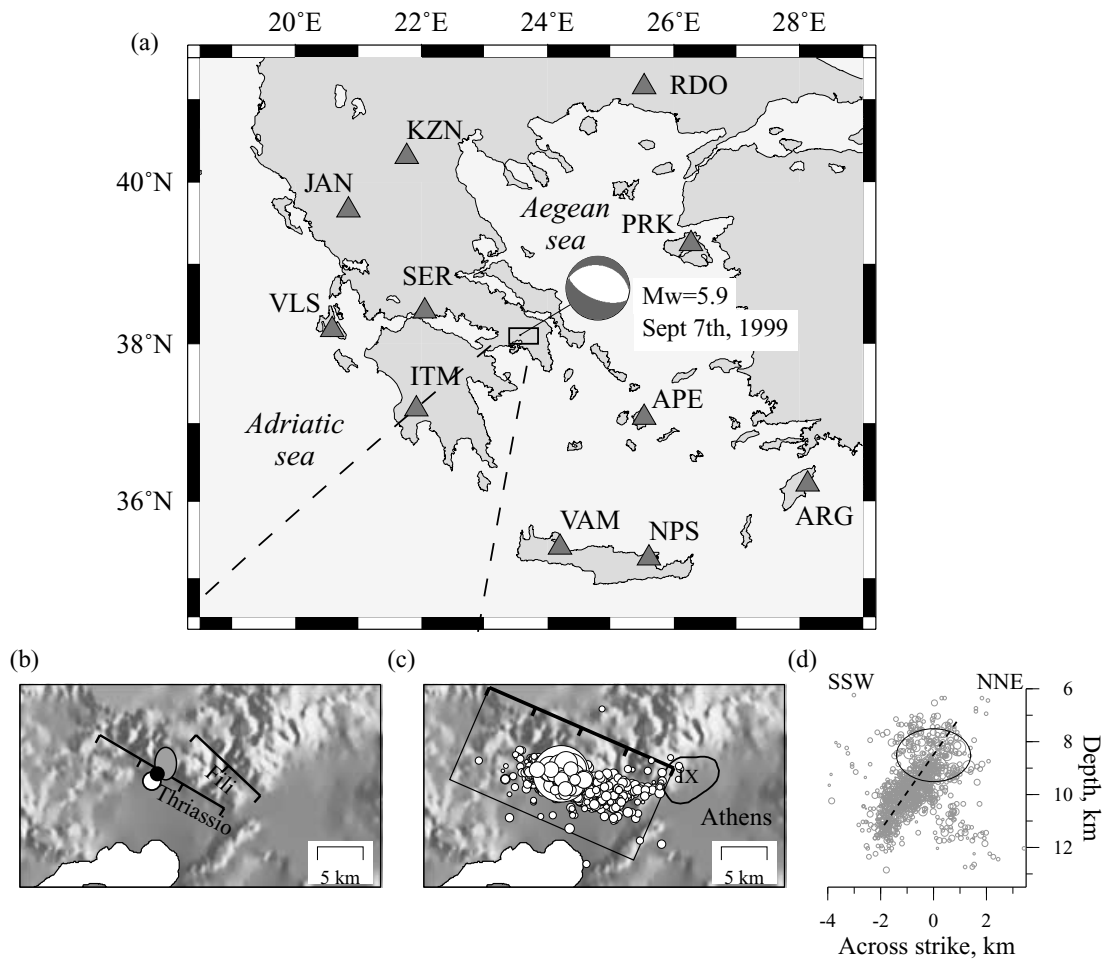 20˚E 22˚E 24˚E 26˚E 28˚E
(a)
RDO
KZN
40˚N
JAN
Aegean
sea
PRK
SER
VLS
Mw=5.9
Sept 7th, 1999
38˚N
ITM
APE
Adriatic
sea
36˚N
ARG
VAM
NPS
(b)
Fili
Thriassio
5 km
(c)
IX
Athens
5 km
(d)
SSW NNE
6
8
10
12
Depth, km
-4 -2 0 2 4
Across strike, km